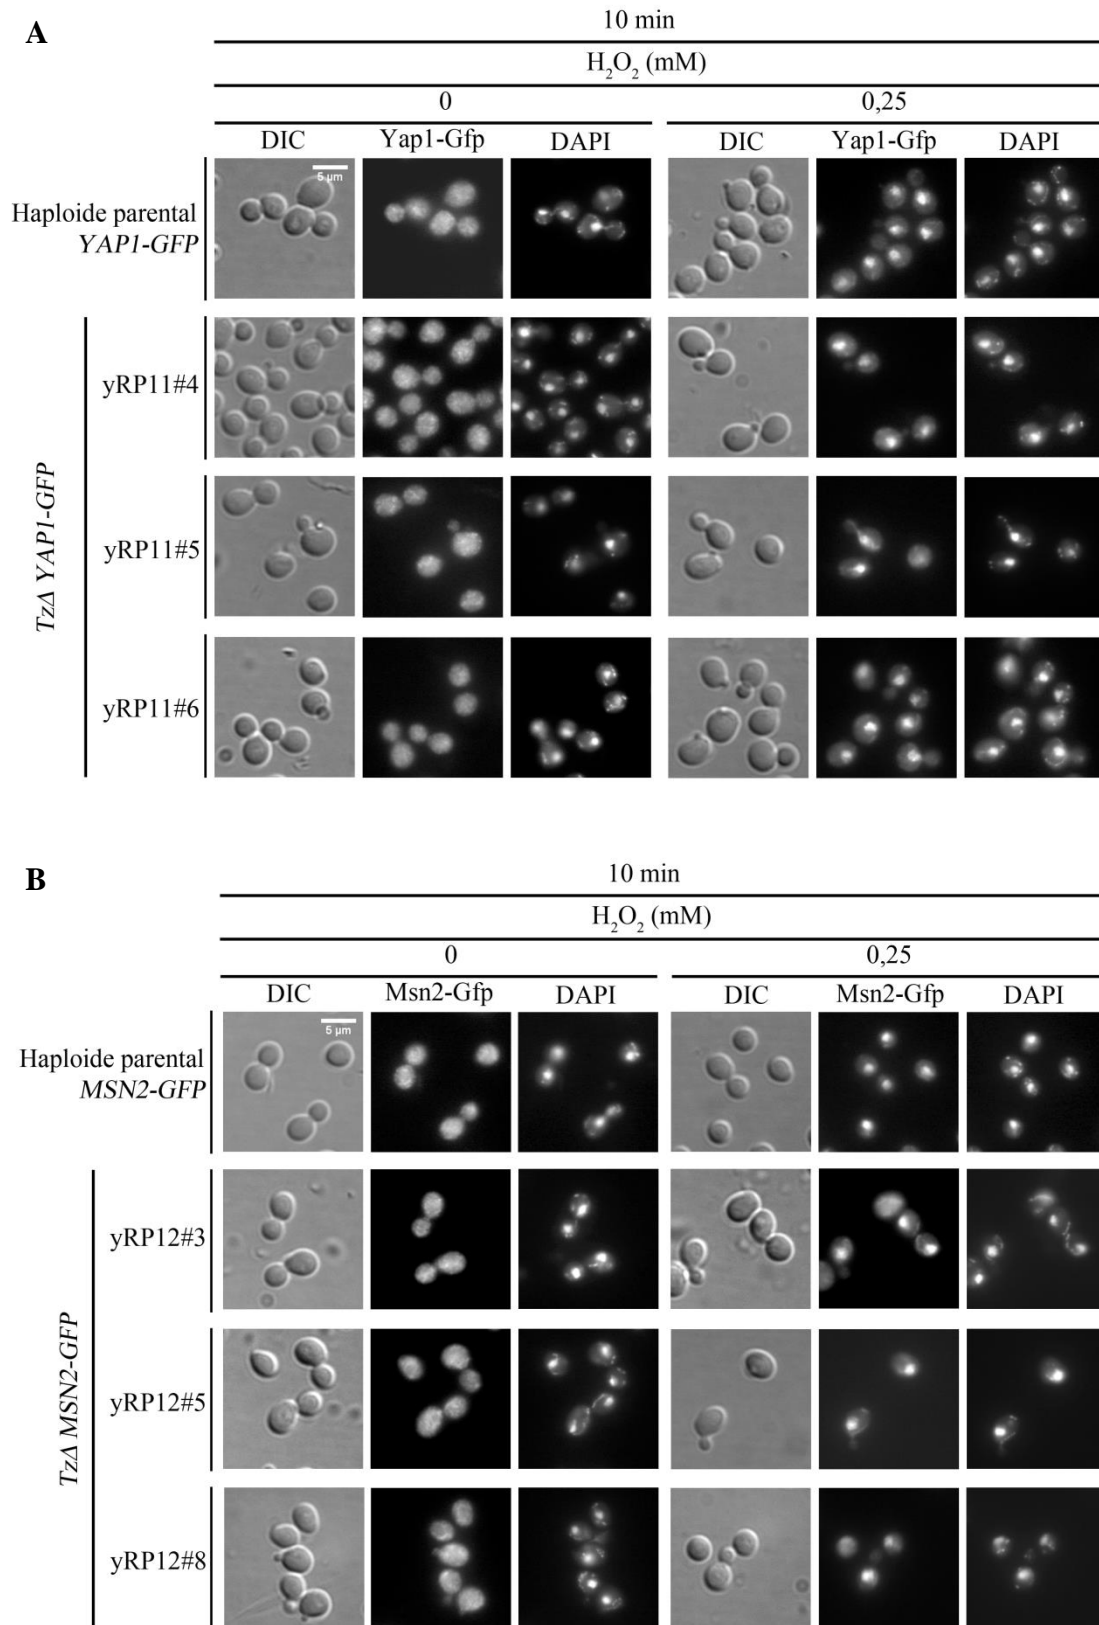 A
10 min
H₂O₂ (mM)
0 0,25
DIC Yap1-Gfp DAPI DIC Yap1-Gfp DAPI
5 µm
Haploide parental
YAP1-GFP
yRP11#4
yRP11#5
yRP11#6
TzΔ YAP1-GFP
B
10 min
H₂O₂ (mM)
0 0,25
DIC Msn2-Gfp DAPI DIC Msn2-Gfp DAPI
5 µm
Haploide parental
MSN2-GFP
yRP12#3
yRP12#5
yRP12#8
TzΔ MSN2-GFP